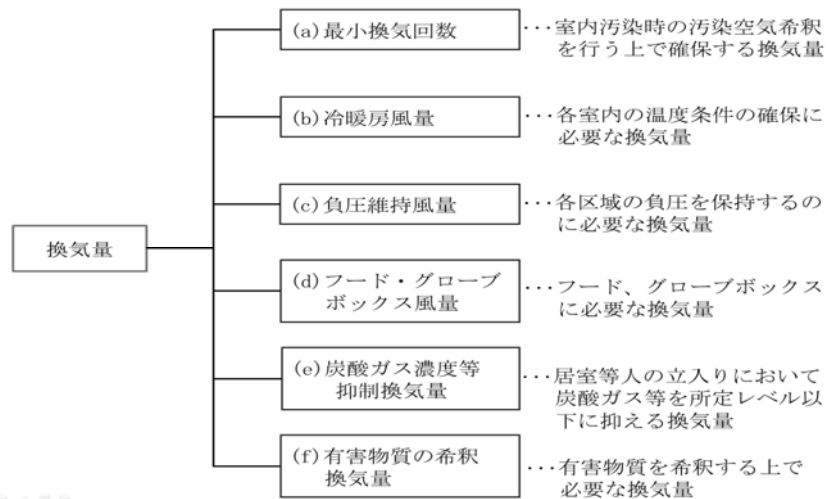 (a)最小換気回数
･･･室内汚染時の汚染空気希釈
を行う上で確保する換気量
(b)冷暖房風量
･･･各室内の温度条件の確保に
必要な換気量
(c)負圧維持風量
･･･各区域の負圧を保持するの
に必要な換気量
換気量
(d)フード・グローブ
ボックス風量
･･･フード、グローブボックス
に必要な換気量
(e)炭酸ガス濃度等
抑制換気量
･･･居室等人の立入りにおいて
炭酸ガス等を所定レベル以
下に抑える換気量
(f)有害物質の希釈
換気量
･･･有害物質を希釈する上で
必要な換気量